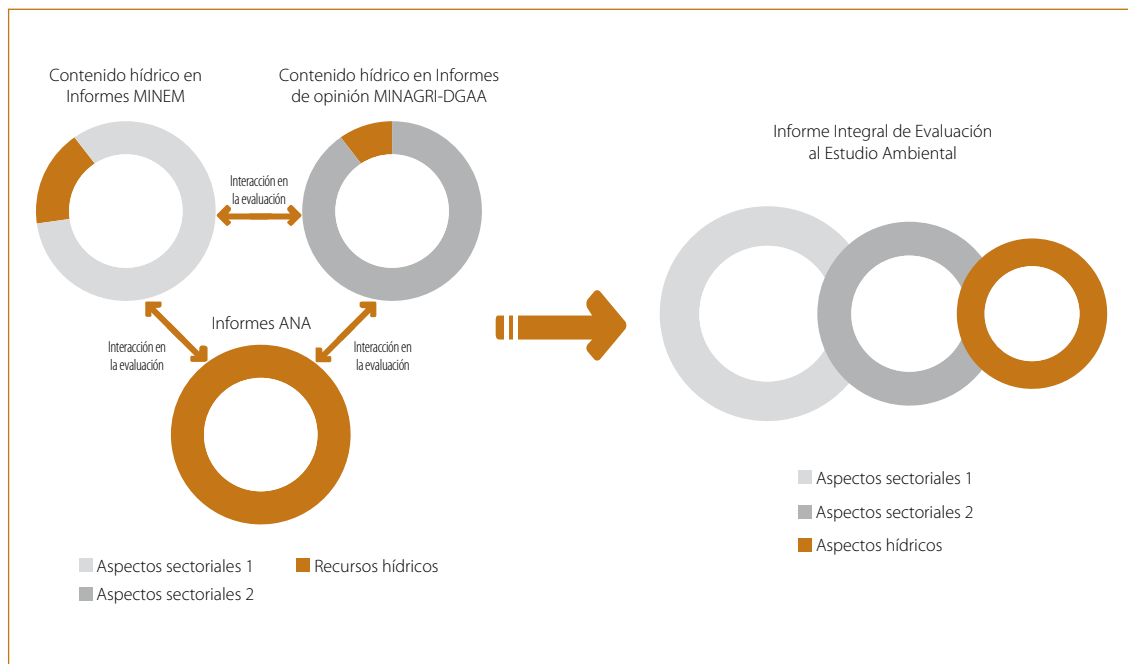 Contenido hídrico en
Informes MINEM
Contenido hídrico en Informes
de opinión MINAGRI-DGAA
Interacción en
la evaluación
Informes ANA
Interacción en
la evaluación
Interacción en
la evaluación
Aspectos sectoriales 1
Recursos hídricos
Aspectos sectoriales 2
Informe Integral de Evaluación
al Estudio Ambiental
Aspectos sectoriales 1
Aspectos sectoriales 2
Aspectos hídricos